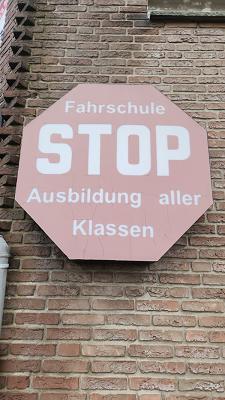 Fahrschule
STOP
Ausbildung aller
Klassen